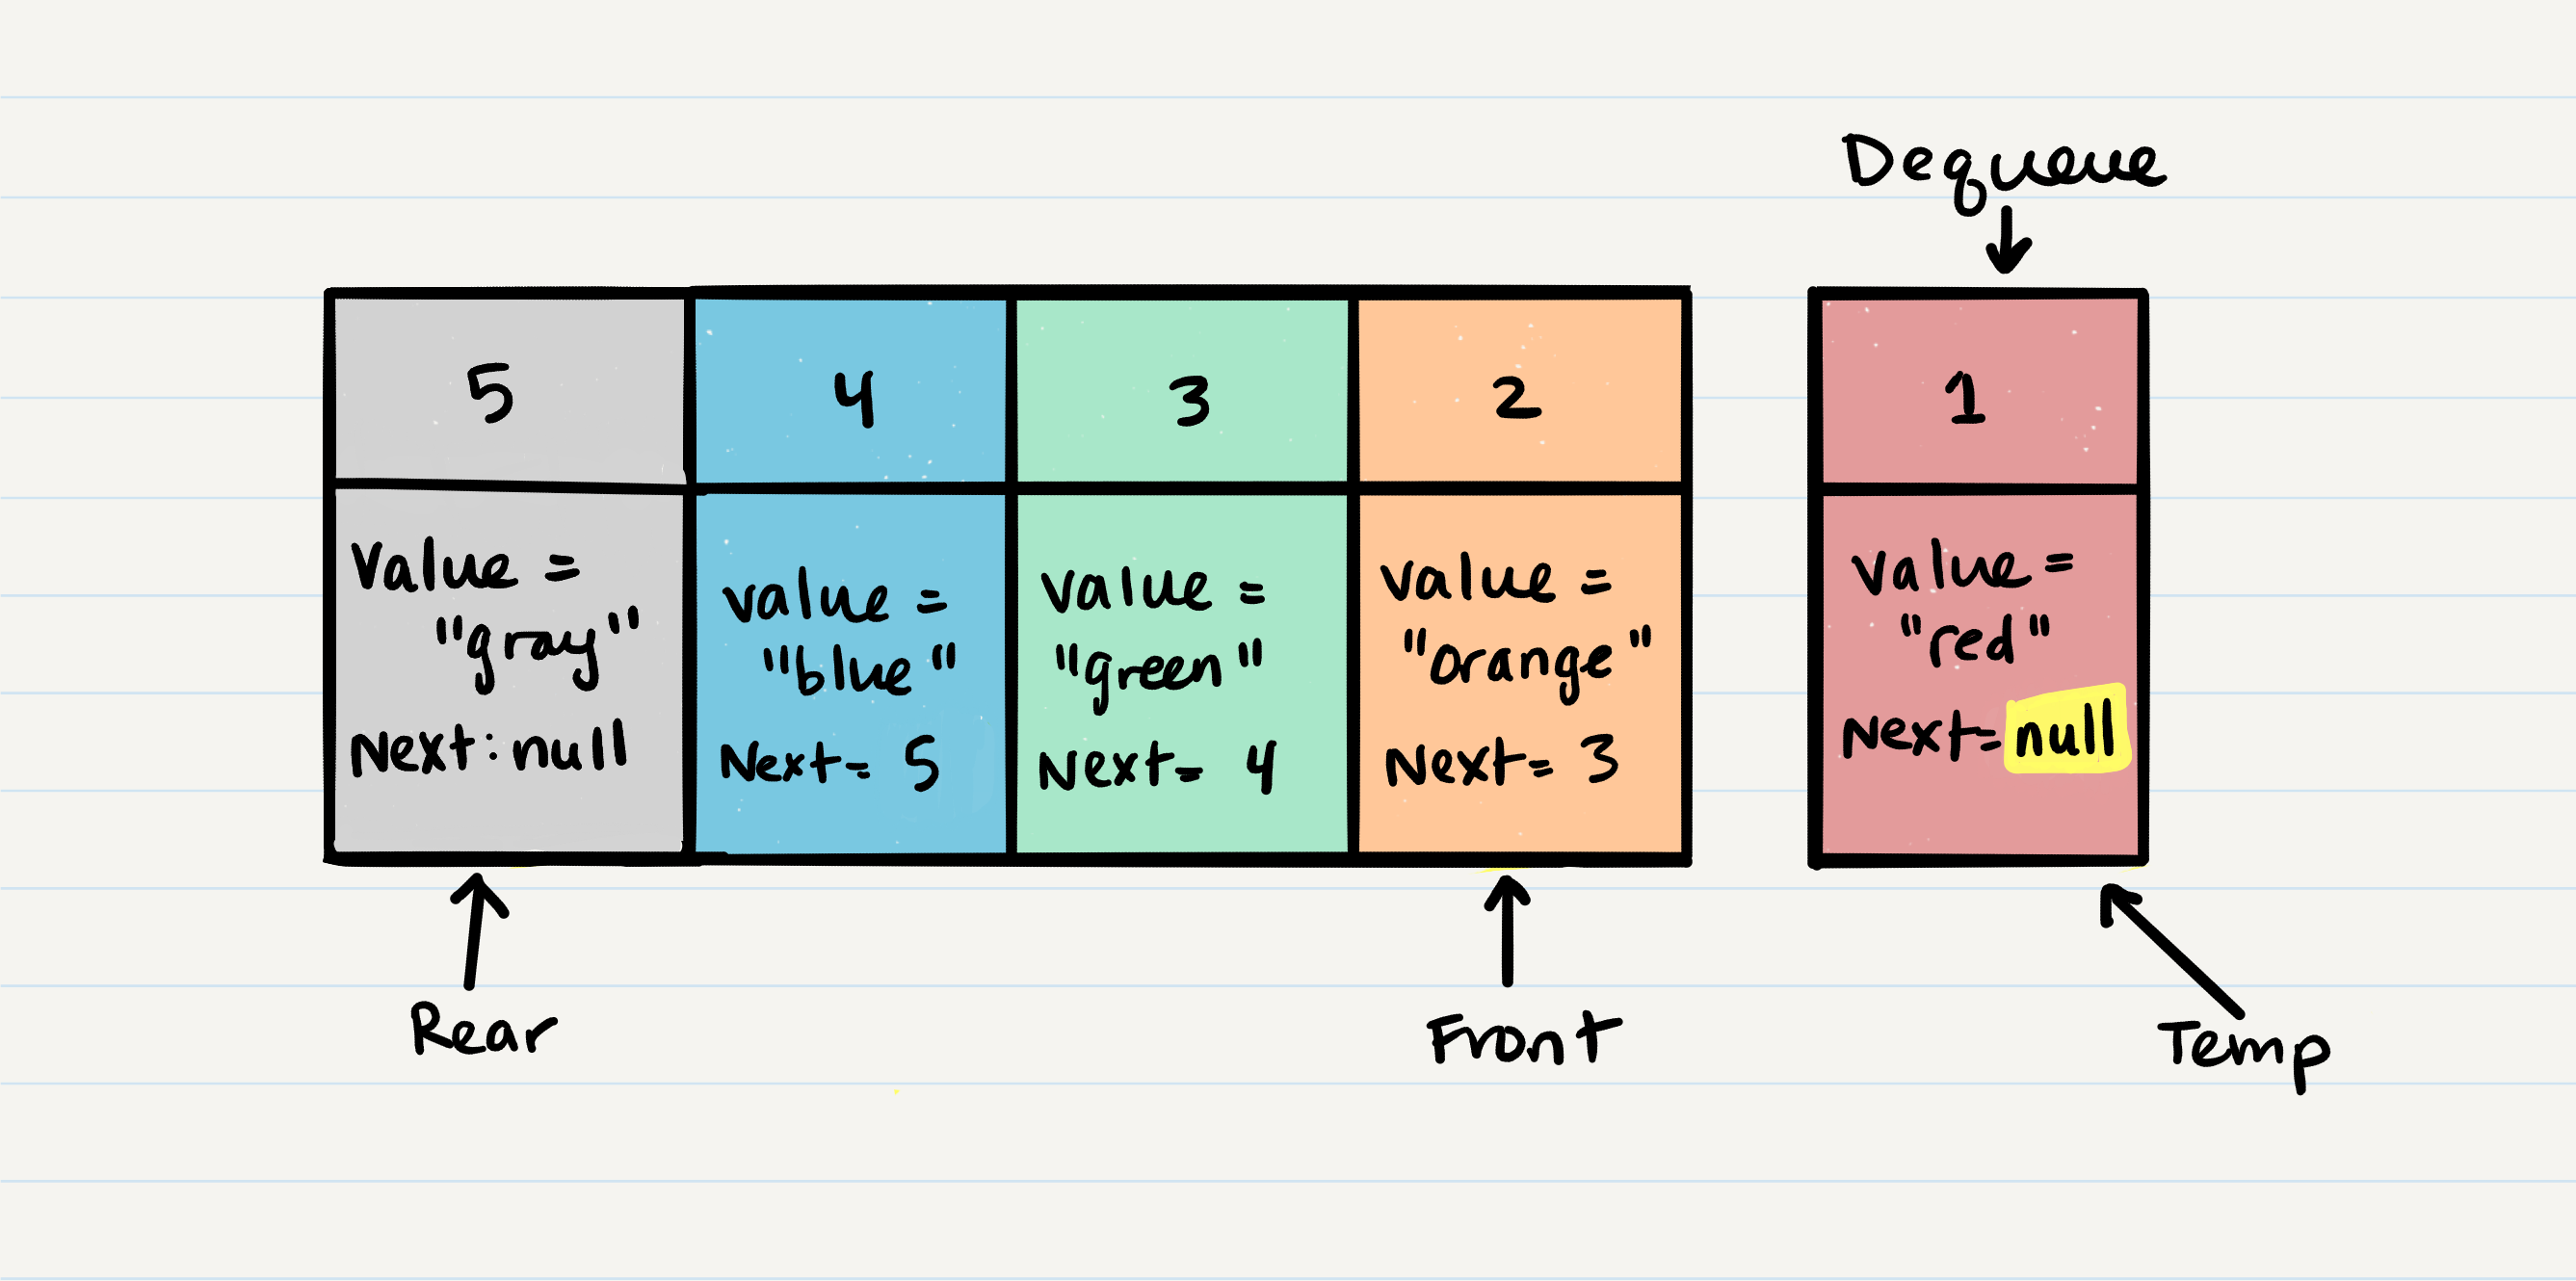 Dequeue
5
4
3
2
1
Value =
"gray"
Next: null
value =
"blue"
Next= 5
value =
"green"
Next= 4
value =
"orange"
Next= 3
value =
"red"
Next= null
Rear
Front
Temp